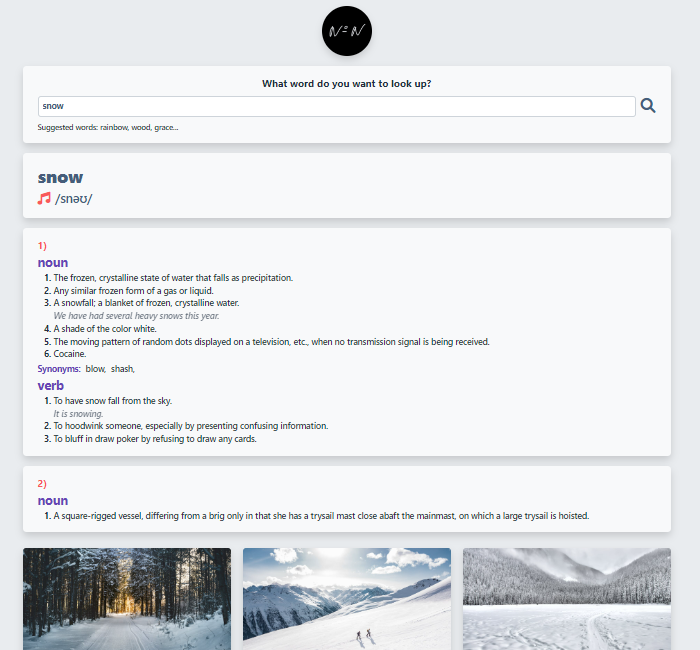 N=N
What word do you want to look up?
snow
Suggested words: rainbow, wood, grace...
snow
/snəʊ/
1)
noun
1. The frozen, crystalline state of water that falls as precipitation.
2. Any similar frozen form of a gas or liquid.
3. A snowfall; a blanket of frozen, crystalline water.
We have had several heavy snows this year.
4. A shade of the color white.
5. The moving pattern of random dots displayed on a television, etc., when no transmission signal is being received.
6. Cocaine.
Synonyms: blow, shash,
verb
1. To have snow fall from the sky.
It is snowing.
2. To hoodwink someone, especially by presenting confusing information.
3. To bluff in draw poker by refusing to draw any cards.
2)
noun
1. A square-rigged vessel, differing from a brig only in that she has a trysail mast close abaft the mainmast, on which a large trysail is hoisted.